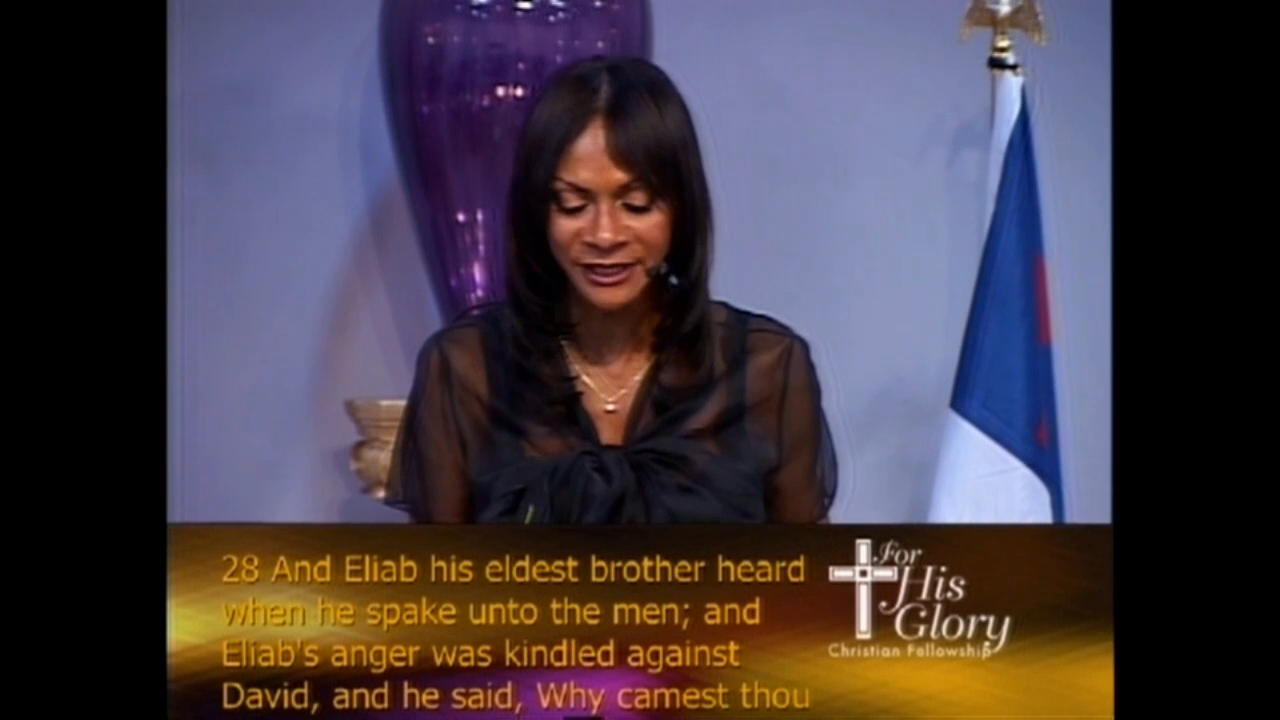 28 And Eliab his eldest brother heard
when he spake unto the men; and
Eliab's anger was kindled against
David, and he said, Why camest thou
For
His
Glory
Christian Fellowship